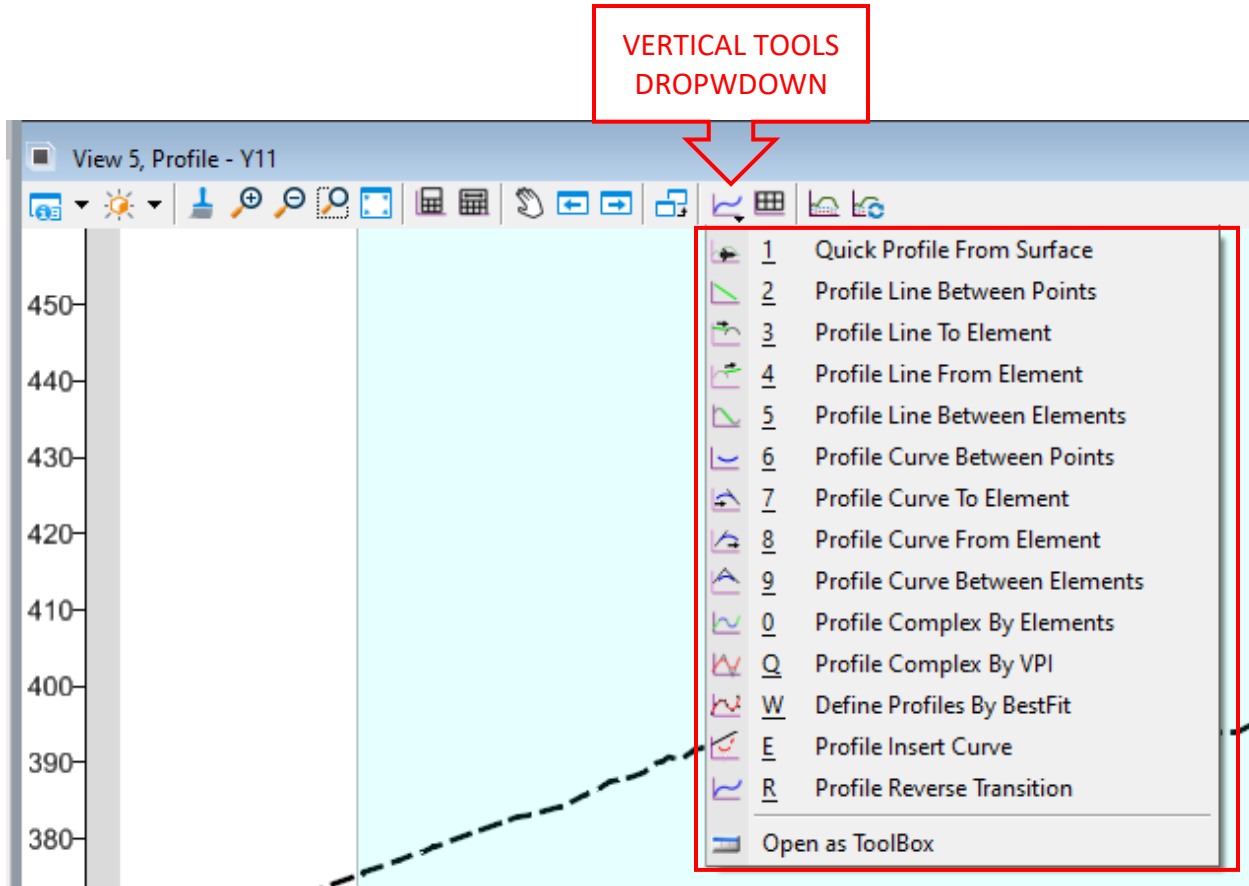 VERTICAL TOOLS
DROPWDOWN
View 5, Profile - Y11
1 Quick Profile From Surface
2 Profile Line Between Points
3 Profile Line To Element
4 Profile Line From Element
5 Profile Line Between Elements
6 Profile Curve Between Points
7 Profile Curve To Element
8 Profile Curve From Element
9 Profile Curve Between Elements
0 Profile Complex By Elements
Q Profile Complex By VPI
W Define Profiles By BestFit
E Profile Insert Curve
R Profile Reverse Transition
Open as ToolBox
450
440
430
420
410
400
390
380